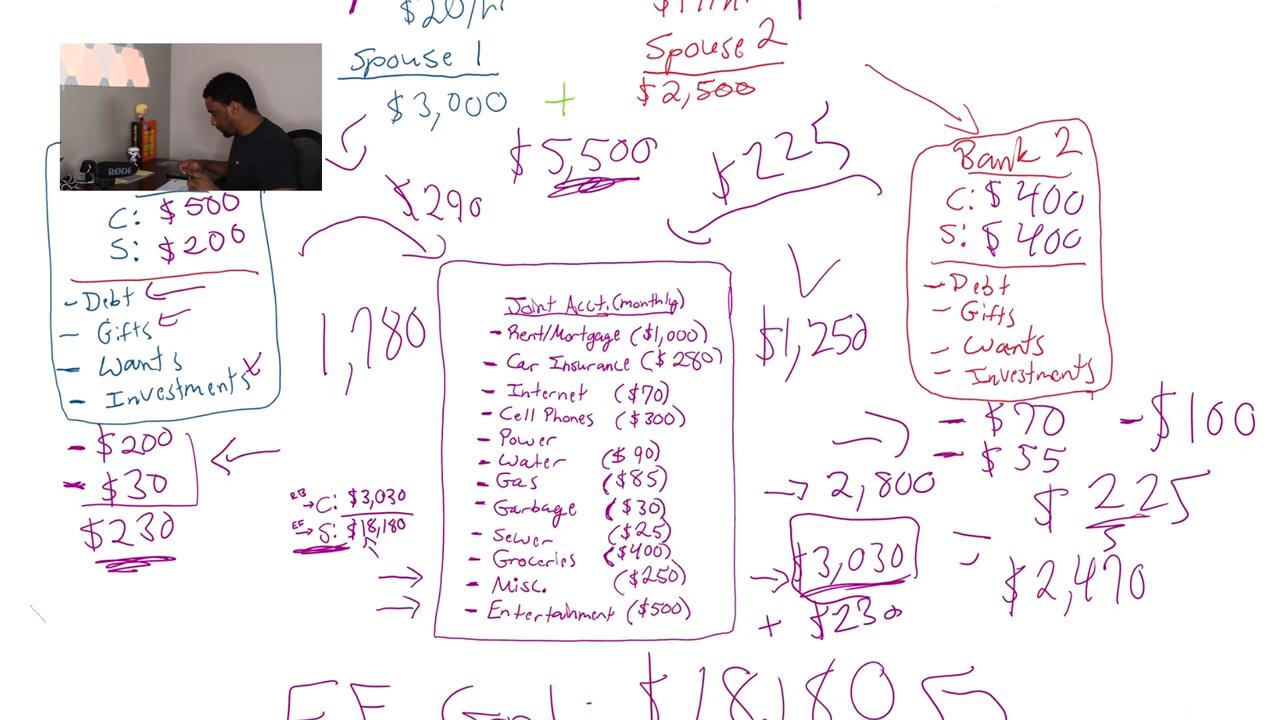 $20/hr
Spouse 1
$3,000
+
Spouse 2
$2,500
$5,500
RØDE
C: $500
S: $200
- Debt
- Gifts
- Wants
- Investments
- $200
- $30
$230
$290
1,780
$225
$1,250
Bank 2
C: $400
S: $400
- Debt
- Gifts
- Wants
- Investments
- $70
- $55
- $100
$225
5
= $2,470
Joint Acct. (monthly)
- Rent/Mortgage ($1,000)
- Car Insurance ($280)
- Internet ($70)
- Cell Phones ($300)
- Power
- Water ($90)
- Gas ($85)
- Garbage ($30)
- Sewer ($25)
- Groceries ($400)
- Misc. ($250)
- Entertainment ($500)
C: $3,030
EF → S: $18,180
→ 2,800
→ $3,030
+ $230
EF Goal: $18,180